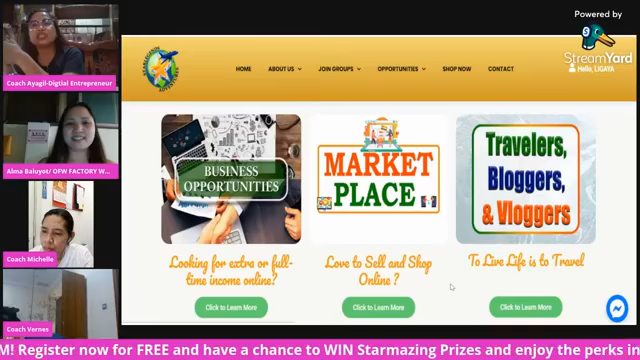 Powered by
StreamYard
Hello, LIGAYA
HOME
ABOUT US
JOIN GROUPS
OPPORTUNITIES
SHOP NOW
CONTACT
Coach Ayagil-Digtial Entrepreneur
Alma Baluyot/ OFW FACTORY W...
Coach Michelle
Coach Vernes
BUSINESS
OPPORTUNITIES
MARKET
PLACE
Travelers,
Bloggers,
& Vloggers
Looking for extra or full-
time income online?
Love to Sell and Shop
Online ?
To Live Life is to Travel
Click to Learn More
Click to Learn More
Click to Learn More
M! Register now for FREE and have a chance to WIN Starmazing Prizes and enjoy the perks in